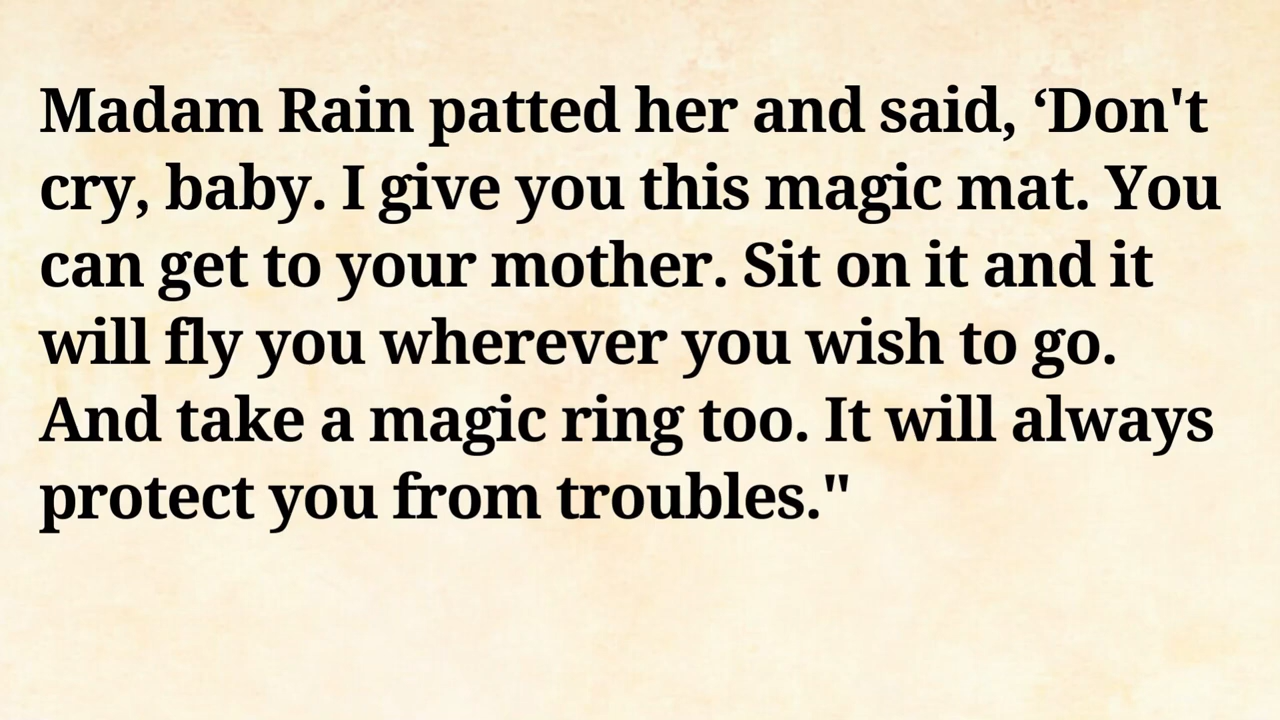 Madam Rain patted her and said, ‘Don't
cry, baby. I give you this magic mat. You
can get to your mother. Sit on it and it
will fly you wherever you wish to go.
And take a magic ring too. It will always
protect you from troubles."